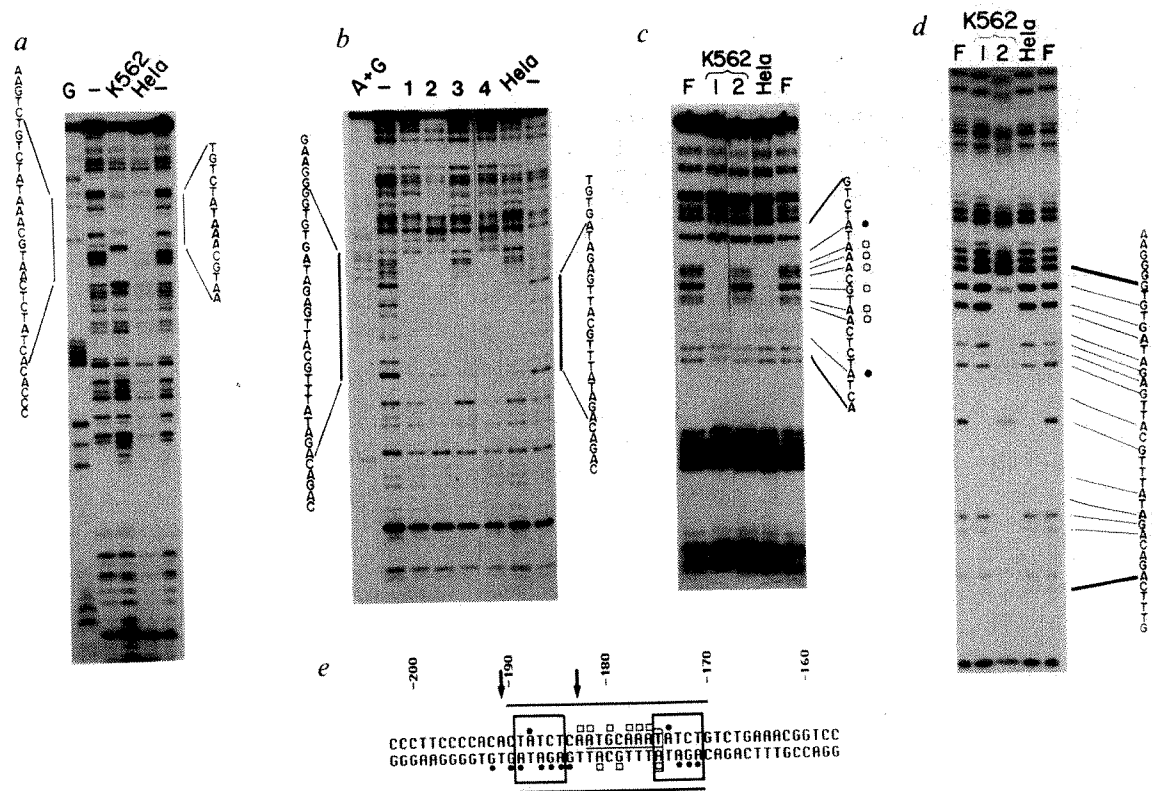 a
G – K562 Hela –
AAGTCTGTCTATAAACGTAACTCTATCACACCC
TGTCTATAAACGTAA
b
A+G – 1 2 3 4 Hela –
GAAGGGGTGTGATAGAGTTACGTTTATAGACAGAC
TGTGATAGAGTTACGTTTATAGACAGAC
c
K562
F 1 2 Hela F
GTCTATAAACGTAACTCTATCA
d
K562
F 1 2 Hela F
AAGGGGTGTGATAGAGTTACGTTTATAGACAGACTTTG
e
-200 -190 -180 -170 -160
CCCTTCCCCACACTATCTCAATGCAAATATCTGTCTGAAACGGTCC
GGGAAGGGGTGTGATAGAGTTACGTTTATAGACAGACTTTGCCAGG